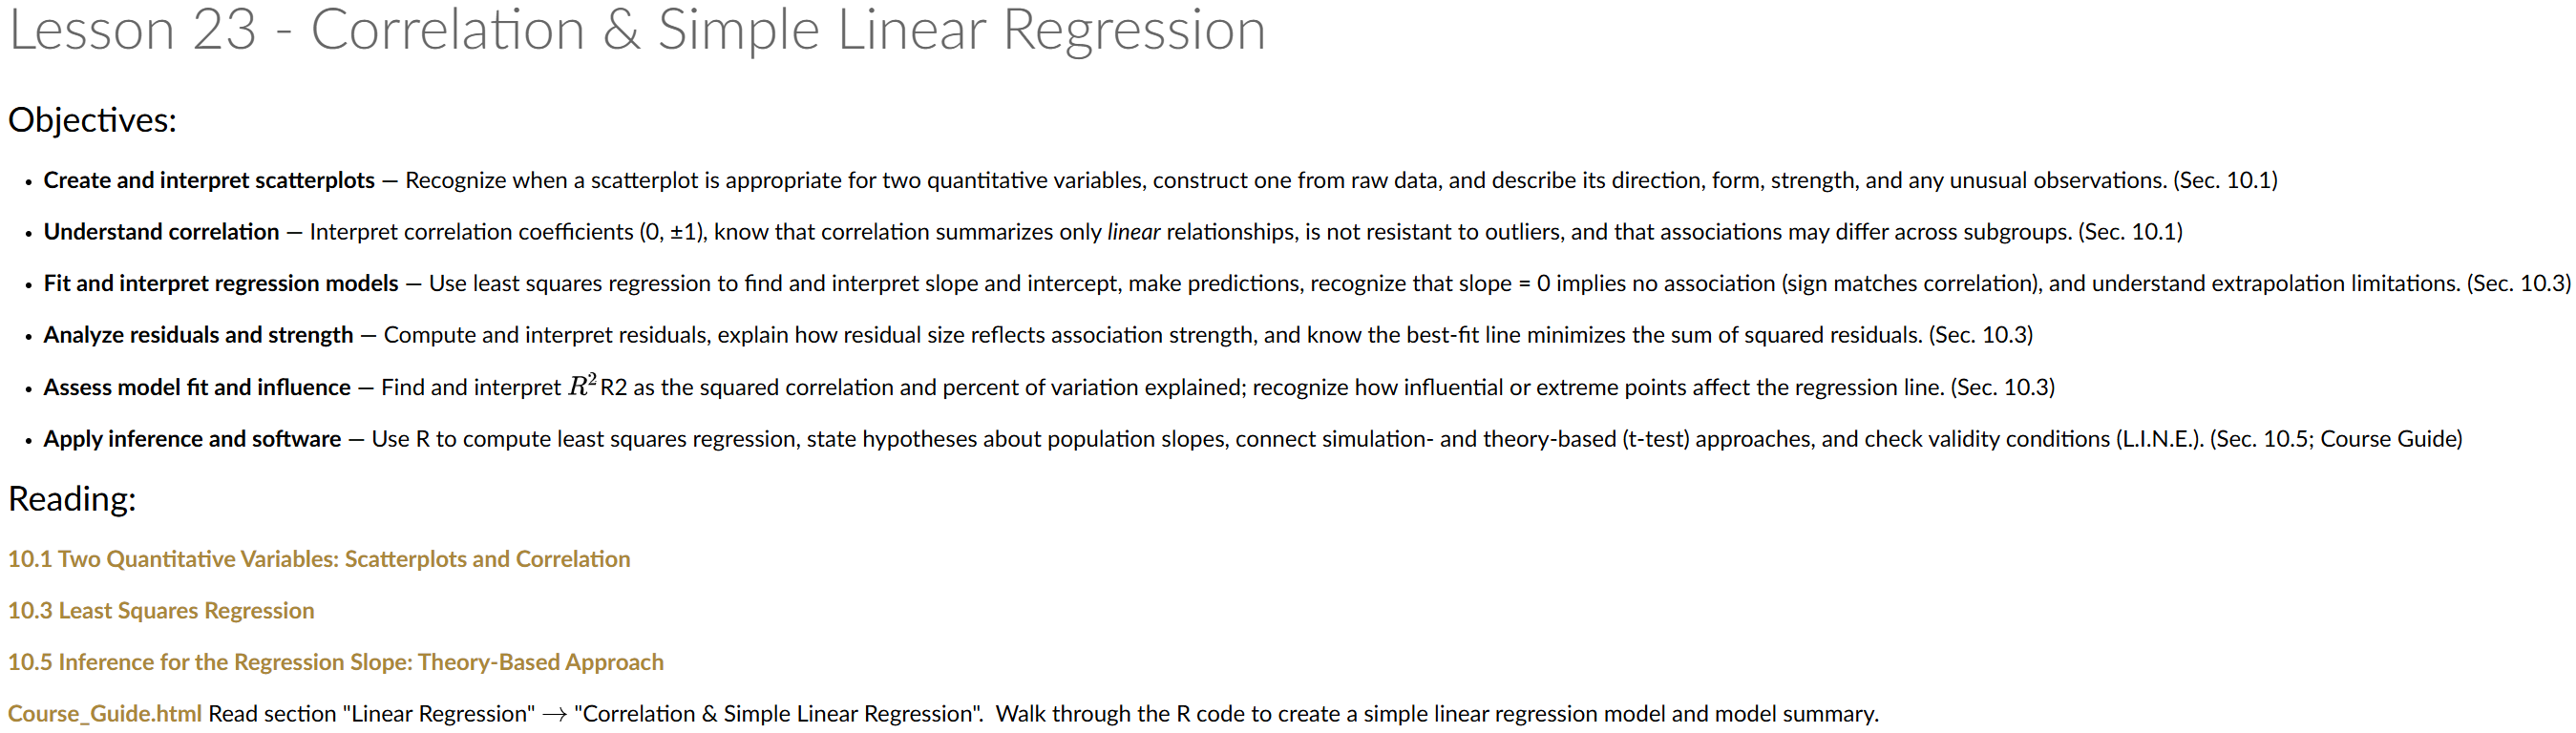 Lesson 23 - Correlation & Simple Linear Regression
Objectives:
• Create and interpret scatterplots — Recognize when a scatterplot is appropriate for two quantitative variables, construct one from raw data, and describe its direction, form, strength, and any unusual observations. (Sec. 10.1)
• Understand correlation — Interpret correlation coefficients (0, ±1), know that correlation summarizes only linear relationships, is not resistant to outliers, and that associations may differ across subgroups. (Sec. 10.1)
• Fit and interpret regression models — Use least squares regression to find and interpret slope and intercept, make predictions, recognize that slope = 0 implies no association (sign matches correlation), and understand extrapolation limitations. (Sec. 10.3)
• Analyze residuals and strength — Compute and interpret residuals, explain how residual size reflects association strength, and know the best-fit line minimizes the sum of squared residuals. (Sec. 10.3)
• Assess model fit and influence — Find and interpret R²R2 as the squared correlation and percent of variation explained; recognize how influential or extreme points affect the regression line. (Sec. 10.3)
• Apply inference and software — Use R to compute least squares regression, state hypotheses about population slopes, connect simulation- and theory-based (t-test) approaches, and check validity conditions (L.I.N.E.). (Sec. 10.5; Course Guide)
Reading:
10.1 Two Quantitative Variables: Scatterplots and Correlation
10.3 Least Squares Regression
10.5 Inference for the Regression Slope: Theory-Based Approach
Course_Guide.html Read section "Linear Regression" → "Correlation & Simple Linear Regression".  Walk through the R code to create a simple linear regression model and model summary.